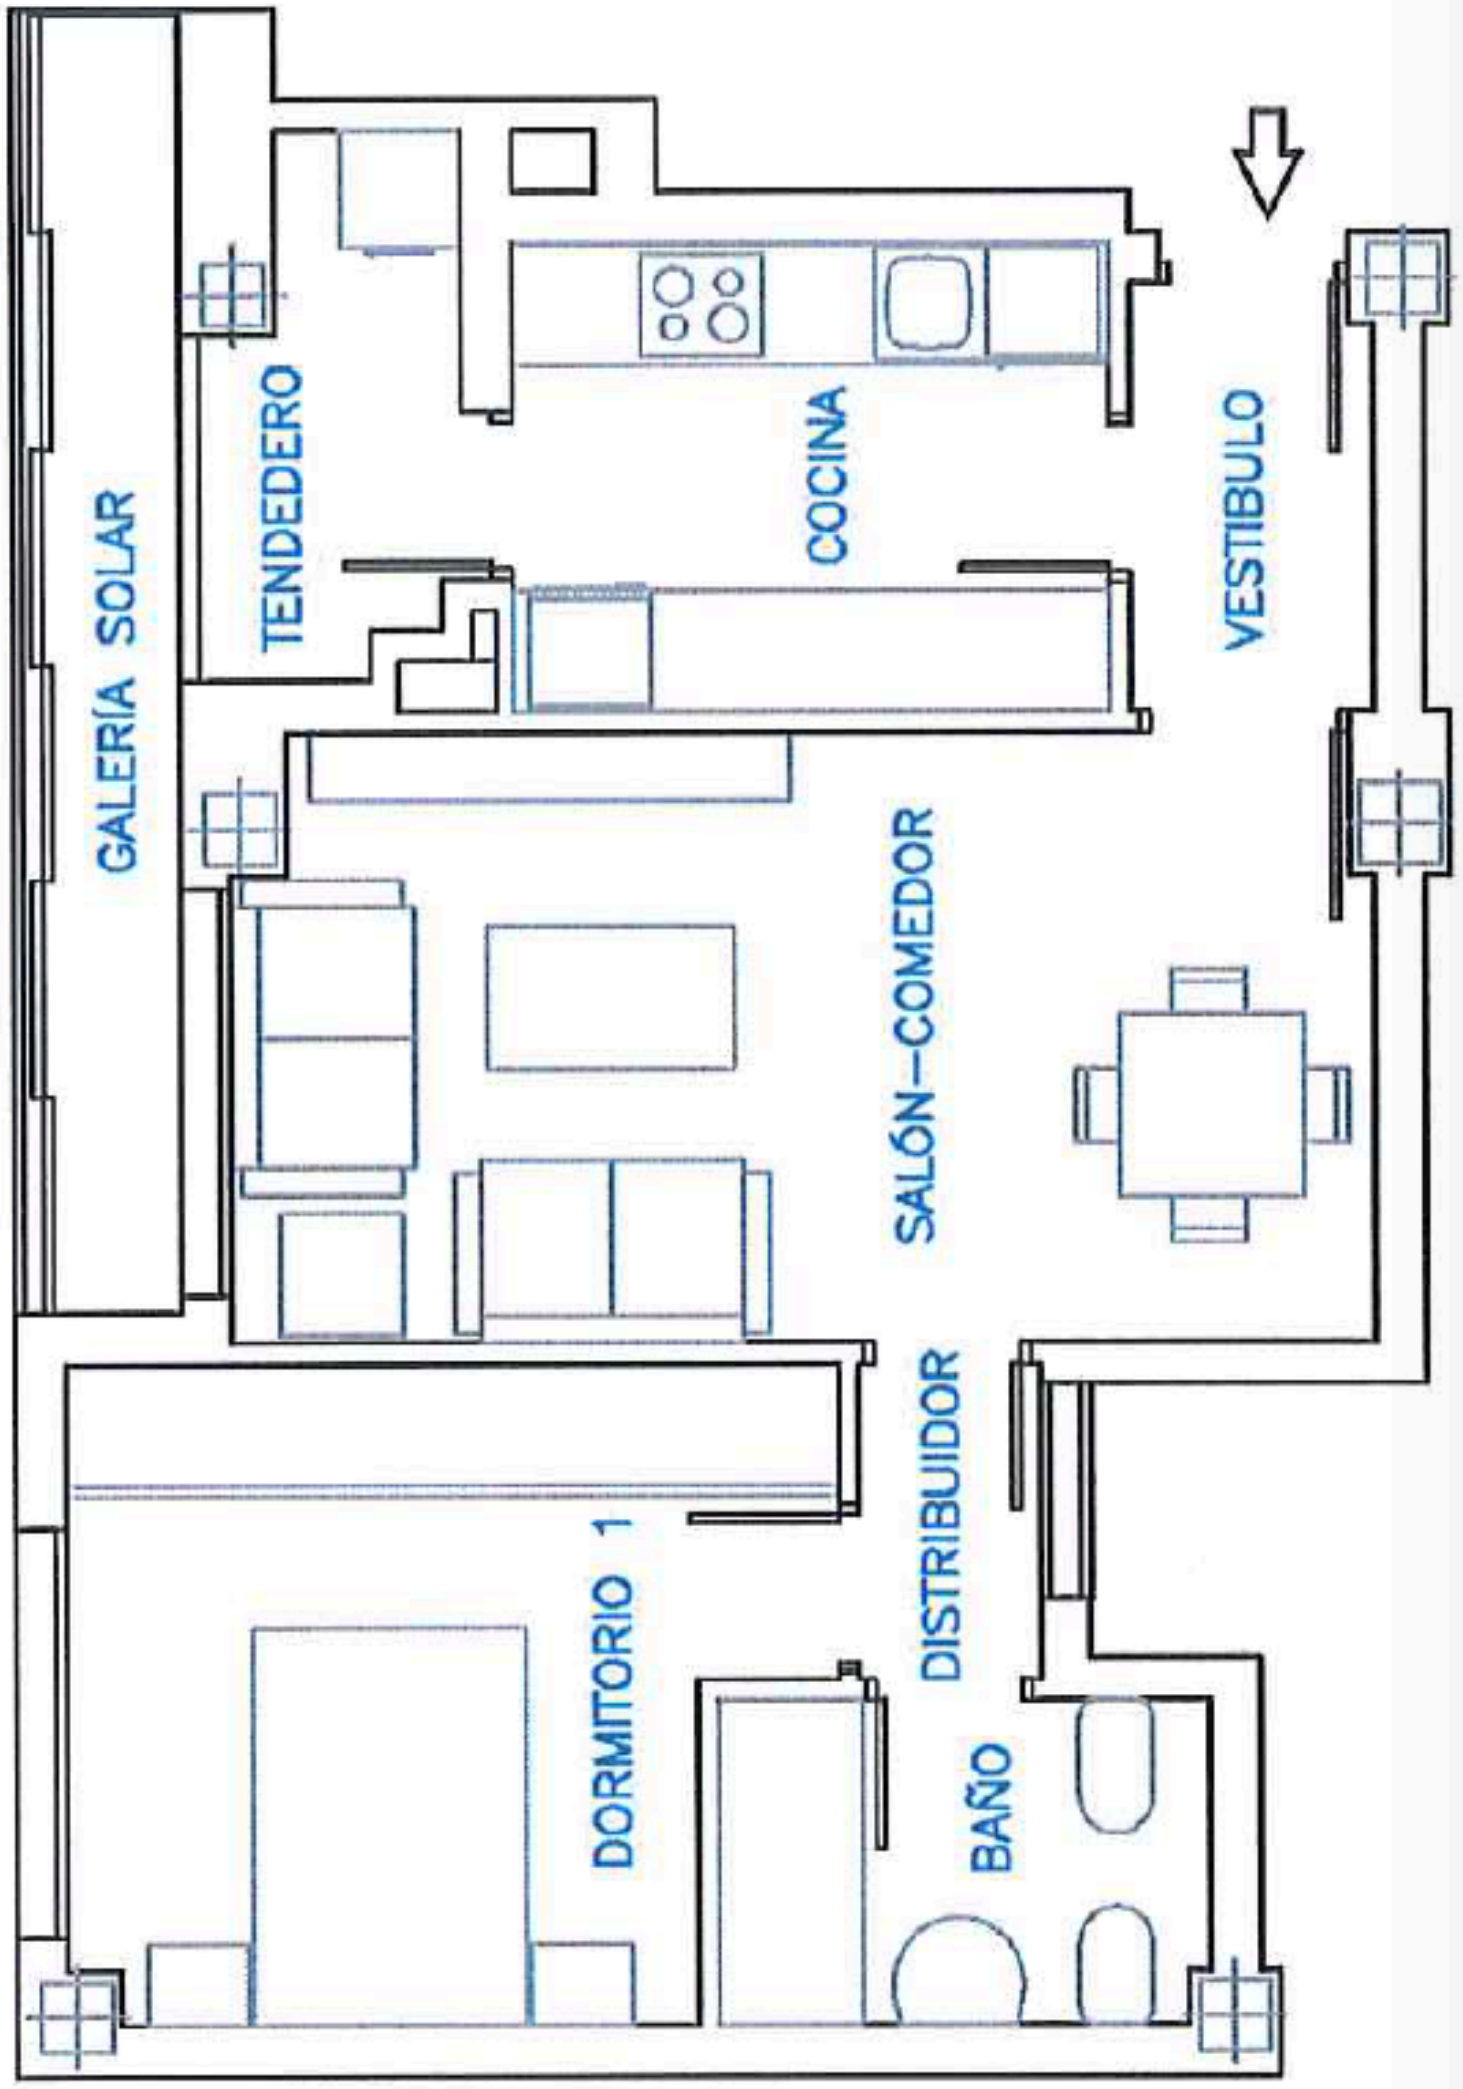 GALERÍA SOLAR
TENDEDERO
COCINA
VESTIBULO
SALÓN-COMEDOR
DORMITORIO 1
DISTRIBUIDOR
BAÑO